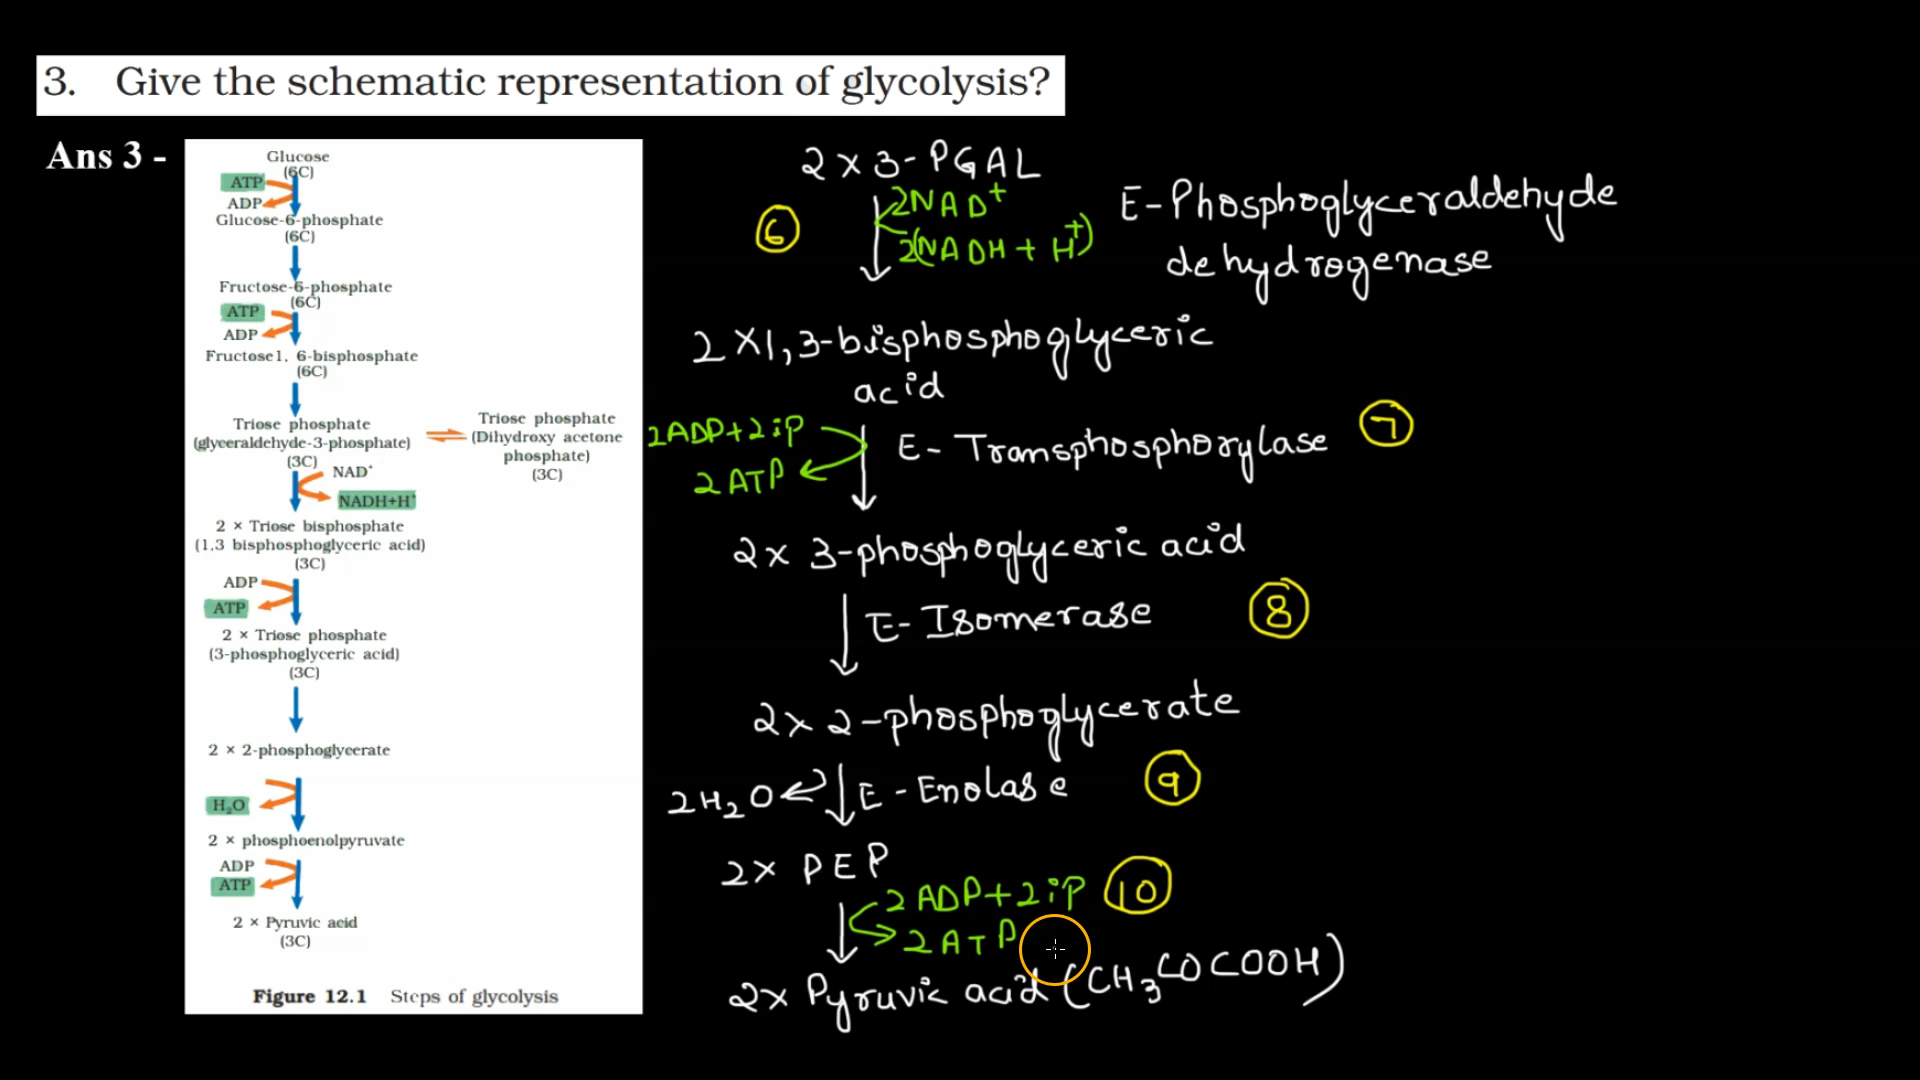 3. Give the schematic representation of glycolysis?
Ans 3 -
Glucose
(6C)
ATP
ADP
Glucose-6-phosphate
(6C)
Fructose-6-phosphate
(6C)
ATP
ADP
Fructose1, 6-bisphosphate
(6C)
Triose phosphate
(glyceraldehyde-3-phosphate)
(3C)
Triose phosphate
(Dihydroxy acetone
phosphate)
(3C)
NAD⁺
NADH+H⁺
2 × Triose bisphosphate
(1,3 bisphosphoglyceric acid)
(3C)
ADP
ATP
2 × Triose phosphate
(3-phosphoglyceric acid)
(3C)
2 × 2-phosphoglycerate
H₂O
2 × phosphoenolpyruvate
ADP
ATP
2 × Pyruvic acid
(3C)
Figure 12.1 Steps of glycolysis
2 × 3-PGAL
6
2NAD⁺
2(NADH + H⁺)
E-Phosphoglyceraldehyde
dehydrogenase
2 × 1,3-bisphosphoglyceric
acid
2ADP+2iP
2 ATP
E- Transphosphorylase
7
2 × 3-phosphoglyceric acid
E- Isomerase
8
2 × 2-phosphoglycerate
2H₂O
E - Enolase
9
2× PEP
2 ADP+2iP
10
2 ATP
2× Pyruvic acid (CH₃COCOOH)